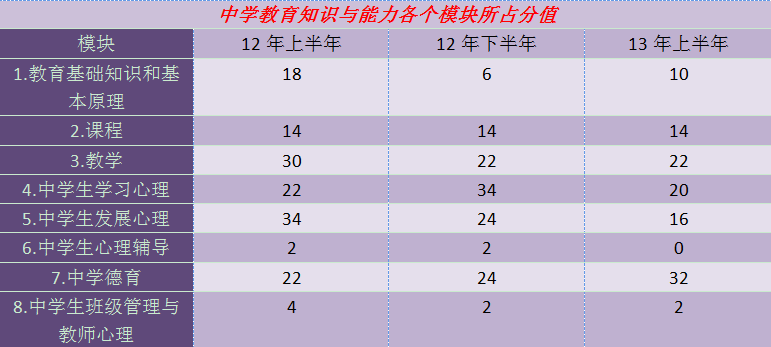 中学教育知识与能力各个模块所占分值
模块 12 年上半年 12 年下半年 13 年上半年
1.教育基础知识和基 18 6 10
本原理
2.课程 14 14 14
3.教学 30 22 22
4.中学生学习心理 22 34 20
5.中学生发展心理 34 24 16
6.中学生心理辅导 2 2 0
7.中学德育 22 24 32
8.中学生班级管理与 4 2 2
教师心理